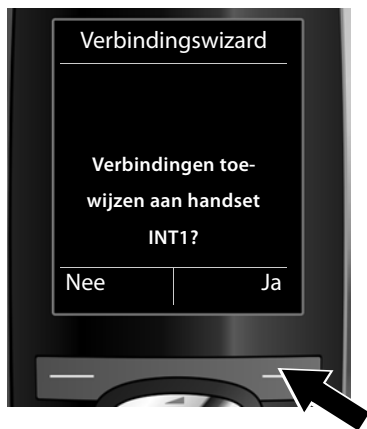 Verbindingswizard
Verbindingen toe-
wijzen aan handset
INT1?
Nee Ja